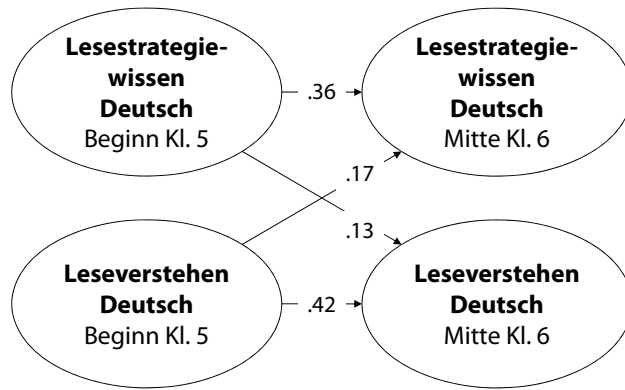 Lesestrategie-
wissen
Deutsch
Beginn Kl. 5
.36
Lesestrategie-
wissen
Deutsch
Mitte Kl. 6
.17
.13
Leseverstehen
Deutsch
Beginn Kl. 5
.42
Leseverstehen
Deutsch
Mitte Kl. 6